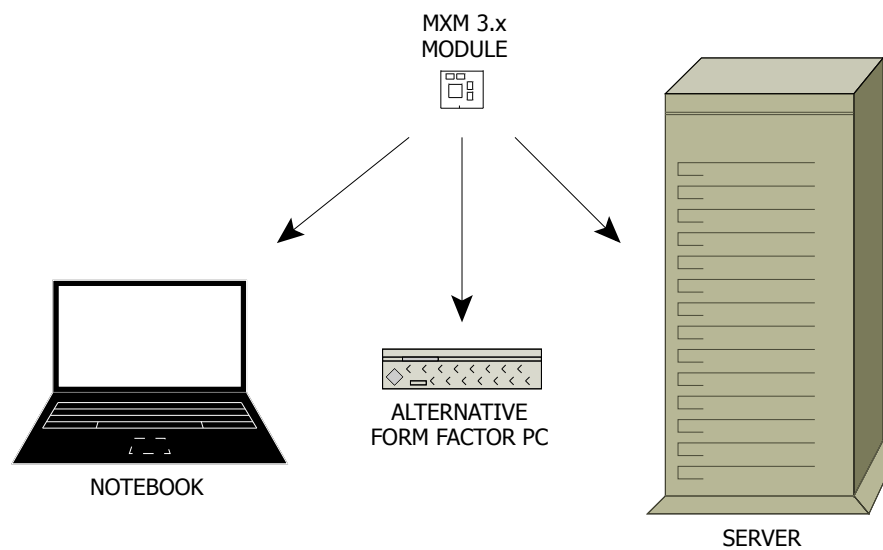 MXM 3.x
MODULE
ALTERNATIVE
FORM FACTOR PC
NOTEBOOK
SERVER